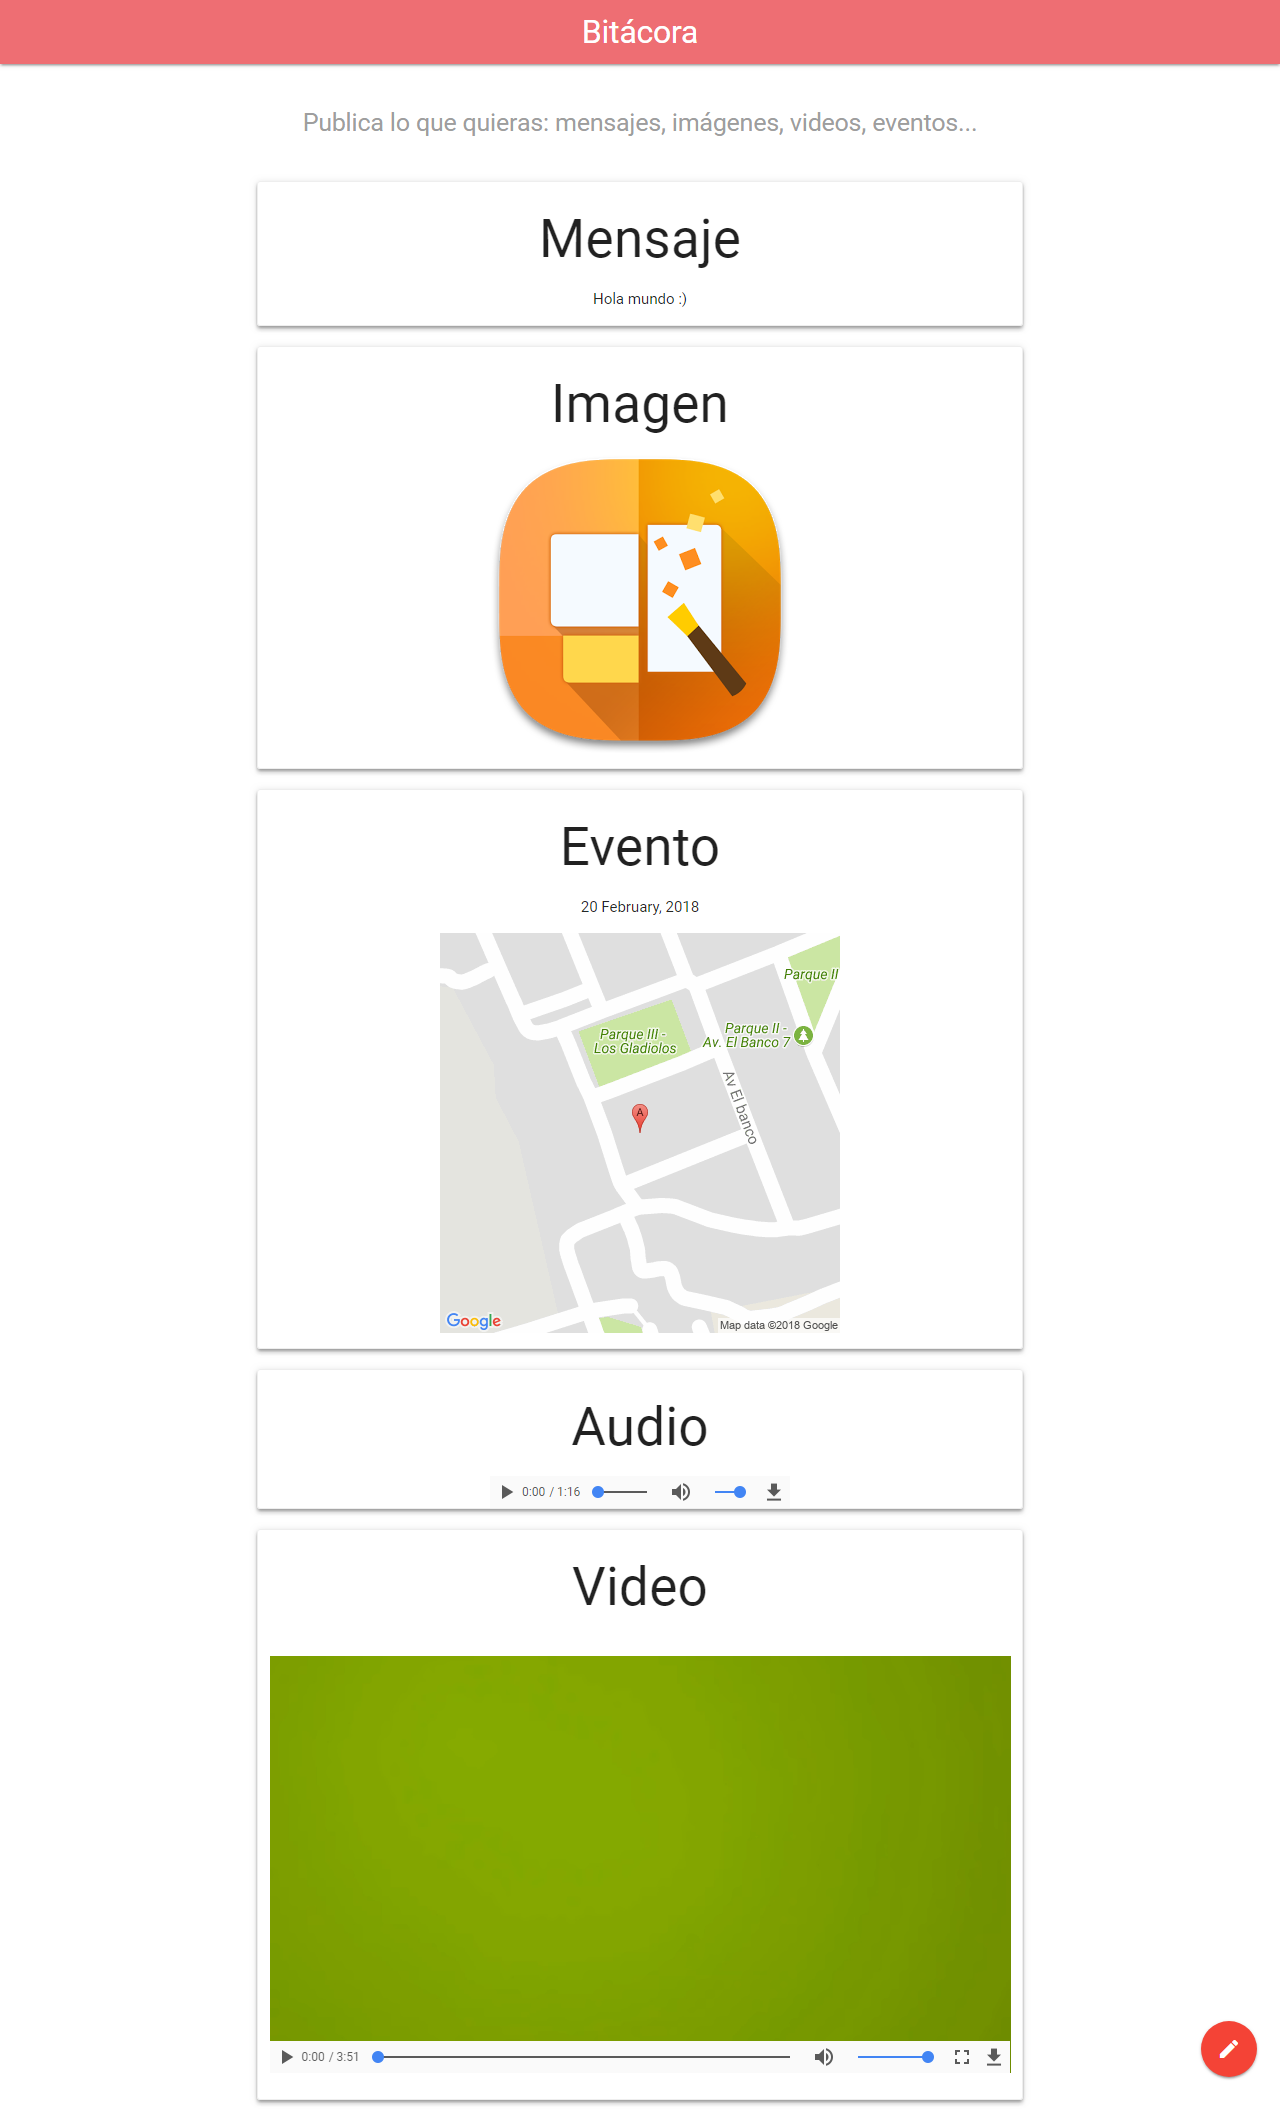 Bitácora
Publica lo que quieras: mensajes, imágenes, videos, eventos...
Mensaje
Hola mundo :)
Imagen
Evento
20 February, 2018
Parque II
Parque III -
Los Gladiolos
Parque II -
Av. El Banco 7
Av El banco
A
Google
Map data ©2018 Google
Audio
0:00 / 1:16
Video
0:00 / 3:51